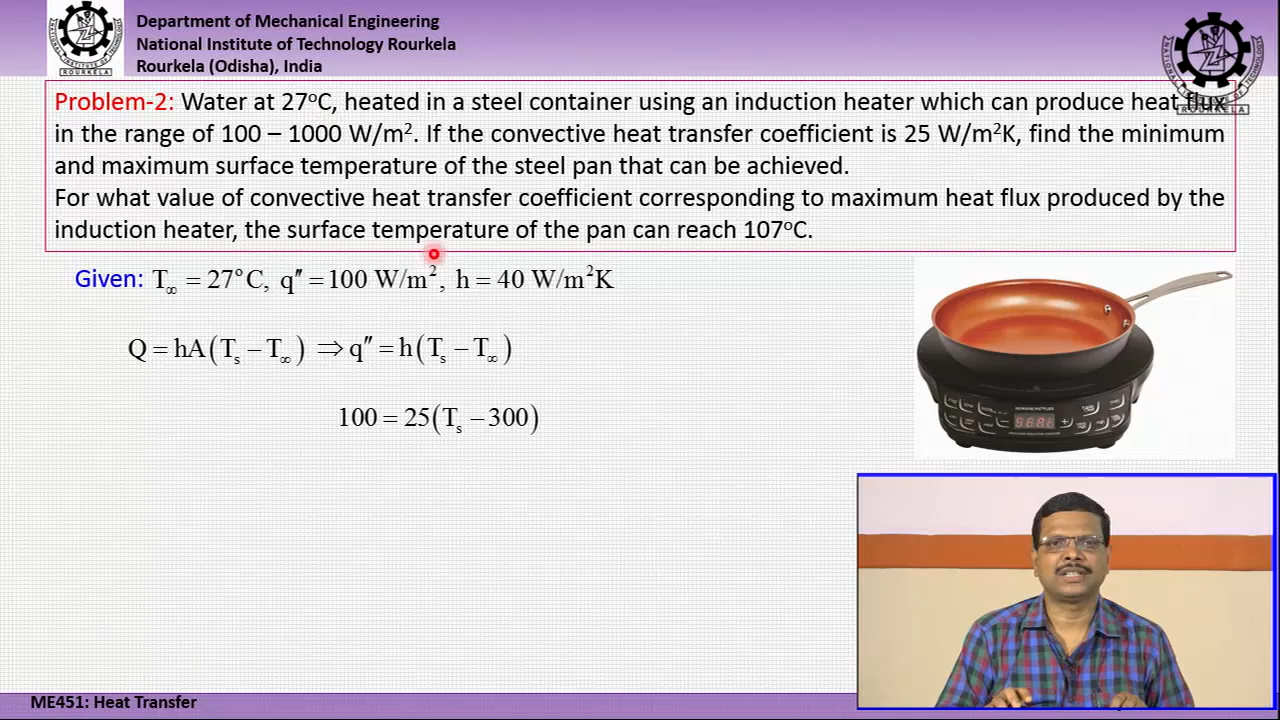 Department of Mechanical Engineering
National Institute of Technology Rourkela
Rourkela (Odisha), India
ROURKELA
ROURKELA
Problem-2: Water at 27°C, heated in a steel container using an induction heater which can produce heat flux
in the range of 100 – 1000 W/m². If the convective heat transfer coefficient is 25 W/m²K, find the minimum
and maximum surface temperature of the steel pan that can be achieved.
For what value of convective heat transfer coefficient corresponding to maximum heat flux produced by the
induction heater, the surface temperature of the pan can reach 107°C.
Given: T∞ = 27°C, q″ = 100 W/m², h = 40 W/m²K
Q = hA(Tₛ − T∞) ⇒ q″ = h(Tₛ − T∞)
100 = 25(Tₛ − 300)
ME451: Heat Transfer